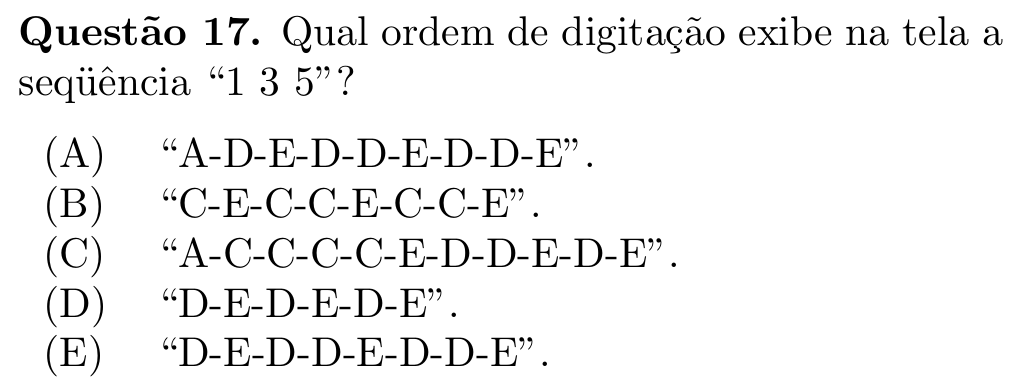 Questão 17. Qual ordem de digitação exibe na tela a
seqüência “1 3 5”?
(A) “A-D-E-D-D-E-D-D-E”.
(B) “C-E-C-C-E-C-C-E”.
(C) “A-C-C-C-C-E-D-D-E-D-E”.
(D) “D-E-D-E-D-E”.
(E) “D-E-D-D-E-D-D-E”.